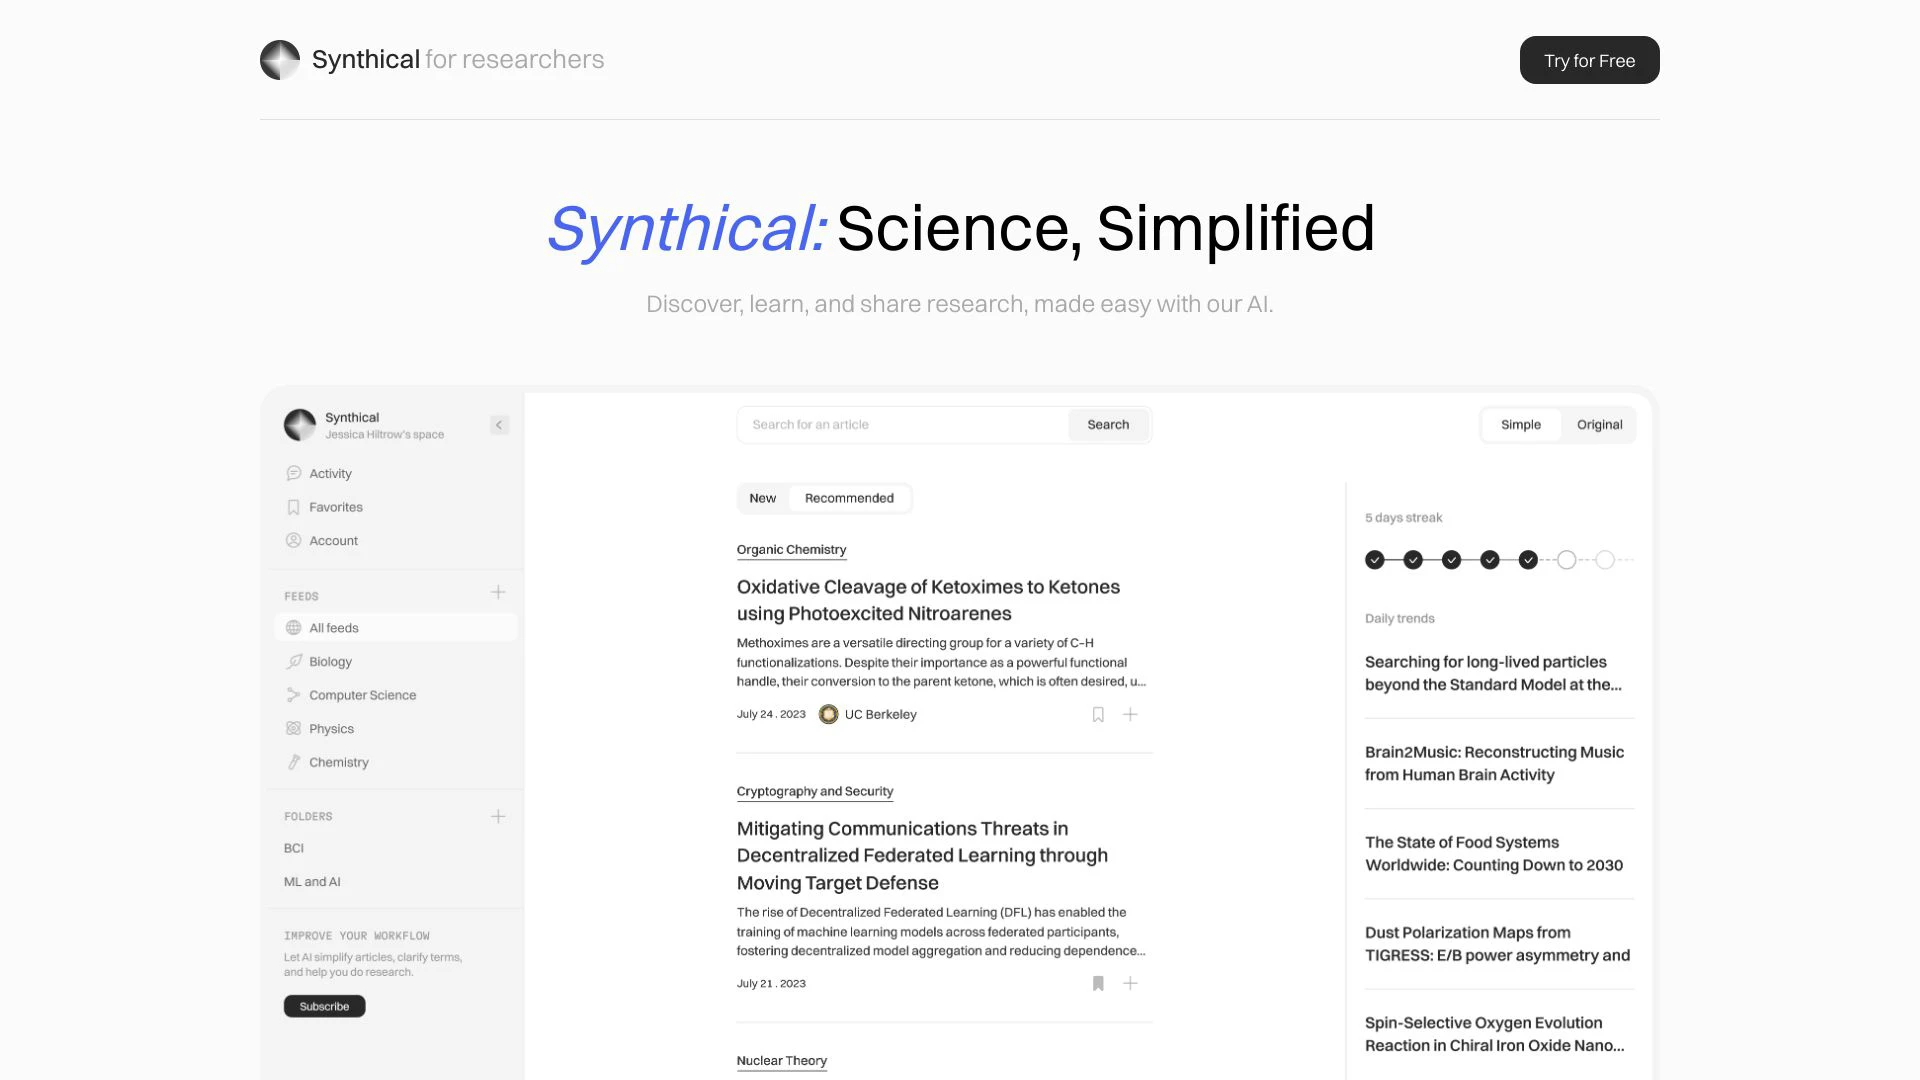 Synthical for researchers
Try for Free
Synthical: Science, Simplified
Discover, learn, and share research, made easy with our AI.
Synthical
Jessica Hiltrow's space
Activity
Favorites
Account
FEEDS
All feeds
Biology
Computer Science
Physics
Chemistry
FOLDERS
BCI
ML and AI
IMPROVE YOUR WORKFLOW
Let AI simplify articles, clarify terms,
and help you do research.
Subscribe
Search for an article
Search
Simple
Original
New
Recommended
Organic Chemistry
Oxidative Cleavage of Ketoximes to Ketones
using Photoexcited Nitroarenes
Methoximes are a versatile directing group for a variety of C–H
functionalizations. Despite their importance as a powerful functional
handle, their conversion to the parent ketone, which is often desired, u...
July 24 . 2023
UC Berkeley
Cryptography and Security
Mitigating Communications Threats in
Decentralized Federated Learning through
Moving Target Defense
The rise of Decentralized Federated Learning (DFL) has enabled the
training of machine learning models across federated participants,
fostering decentralized model aggregation and reducing dependence...
July 21 . 2023
Nuclear Theory
5 days streak
Daily trends
Searching for long-lived particles
beyond the Standard Model at the...
Brain2Music: Reconstructing Music
from Human Brain Activity
The State of Food Systems
Worldwide: Counting Down to 2030
Dust Polarization Maps from
TIGRESS: E/B power asymmetry and
Spin-Selective Oxygen Evolution
Reaction in Chiral Iron Oxide Nano...